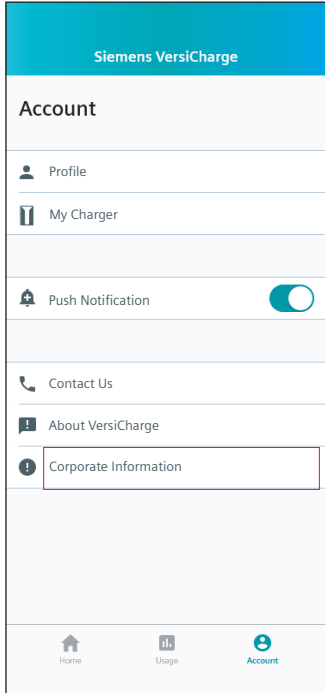 Siemens VersiCharge
Account
Profile
My Charger
Push Notification
Contact Us
About VersiCharge
Corporate Information
Home
Usage
Account